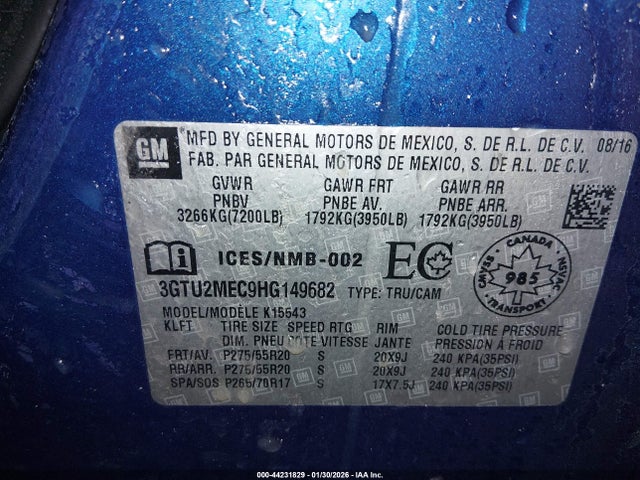 GM
MFD BY GENERAL MOTORS DE MEXICO, S. DE R.L. DE C.V. 08/16
FAB. PAR GENERAL MOTORS DE MEXICO, S. DE R.L. DE C.V.
GVWR GAWR FRT GAWR RR
PNBV PNBE AV. PNBE ARR.
3266KG(7200LB) 1792KG(3950LB) 1792KG(3950LB)
ICES/NMB-002 EC CANADA CMVSS NSVAC 985 TRANSPORT
3GTU2MEC9HG149682 TYPE: TRU/CAM
MODEL/MODÈLE K15543
KLFT TIRE SIZE SPEED RTG RIM COLD TIRE PRESSURE
DIM. PNEU COTE VITESSE JANTE PRESSION À FROID
FRT/AV. P275/55R20 S 20X9J 240 KPA(35PSI)
RR/ARR. P275/55R20 S 20X9J 240 KPA(35PSI)
SPA/SOS P265/70R17 S 17X7.5J 240 KPA(35PSI)
000-44231829 - 01/30/2026 - IAA Inc.